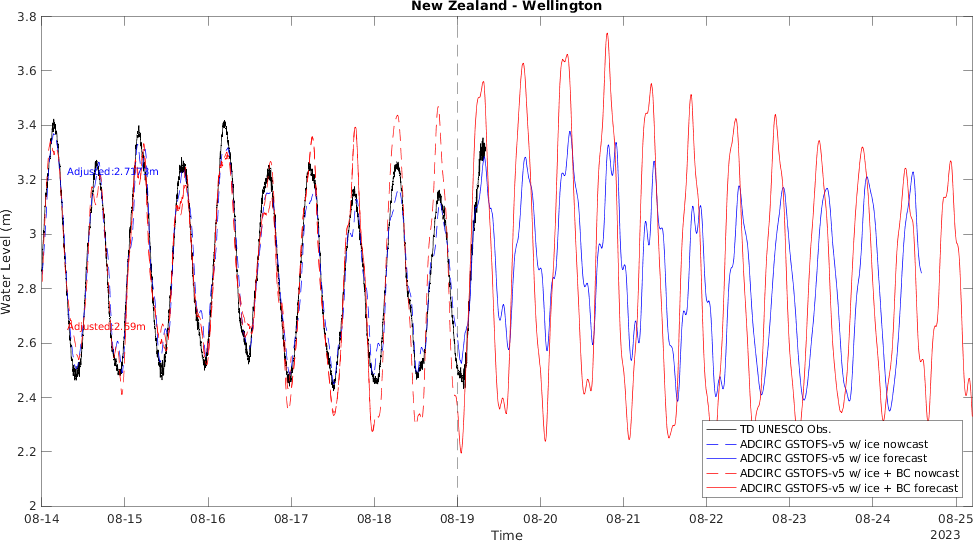 New Zealand - Wellington
Water Level (m)
3.8
3.6
3.4
3.2
3
2.8
2.6
2.4
2.2
2
Adjusted:2.7173m
Adjusted:2.59m
TD UNESCO Obs.
ADCIRC GSTOFS-v5 w/ ice nowcast
ADCIRC GSTOFS-v5 w/ ice forecast
ADCIRC GSTOFS-v5 w/ ice + BC nowcast
ADCIRC GSTOFS-v5 w/ ice + BC forecast
08-14 08-15 08-16 08-17 08-18 08-19 08-20 08-21 08-22 08-23 08-24 08-25
2023
Time